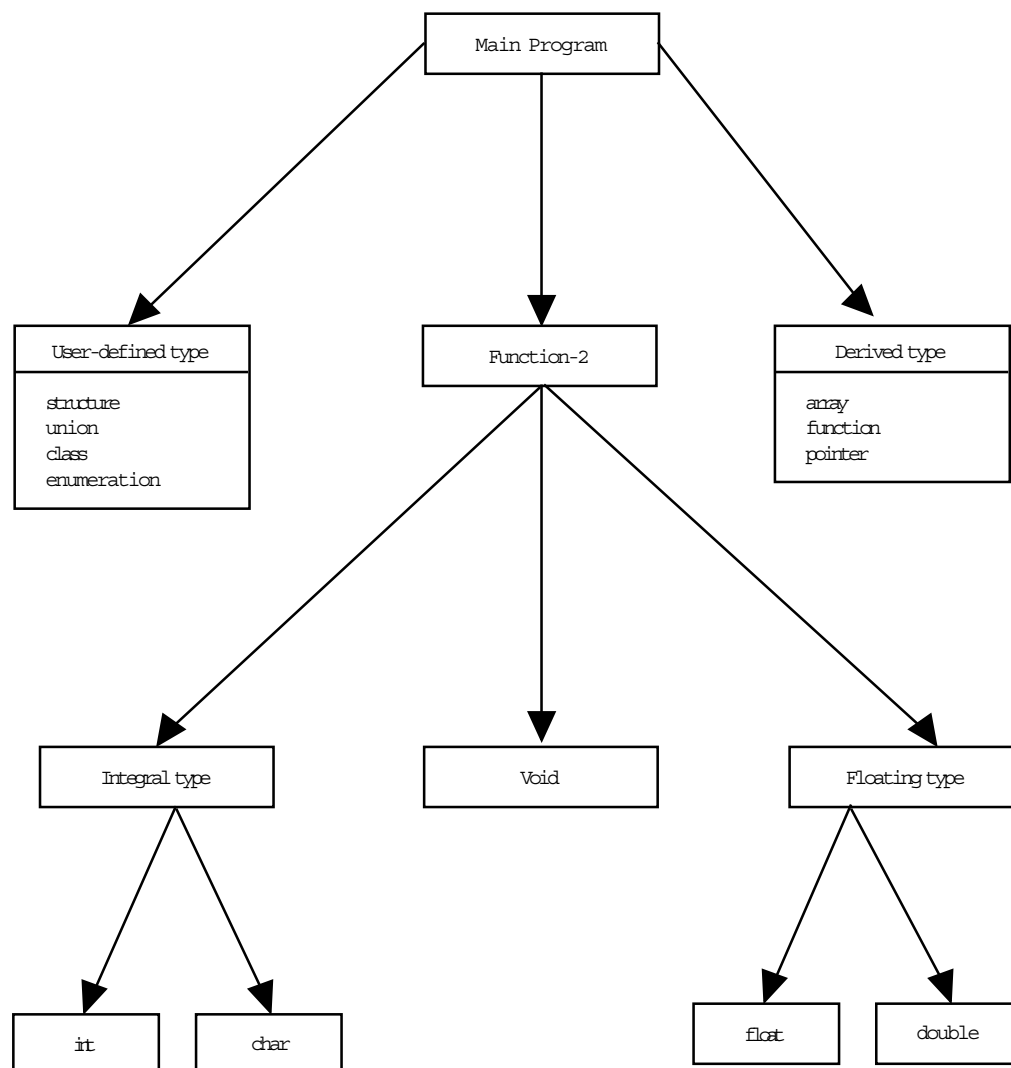 Main Program
User-defined type
structure
union
class
enumeration
Function-2
Derived type
array
function
pointer
Integral type
Void
Floating type
int
char
float
double